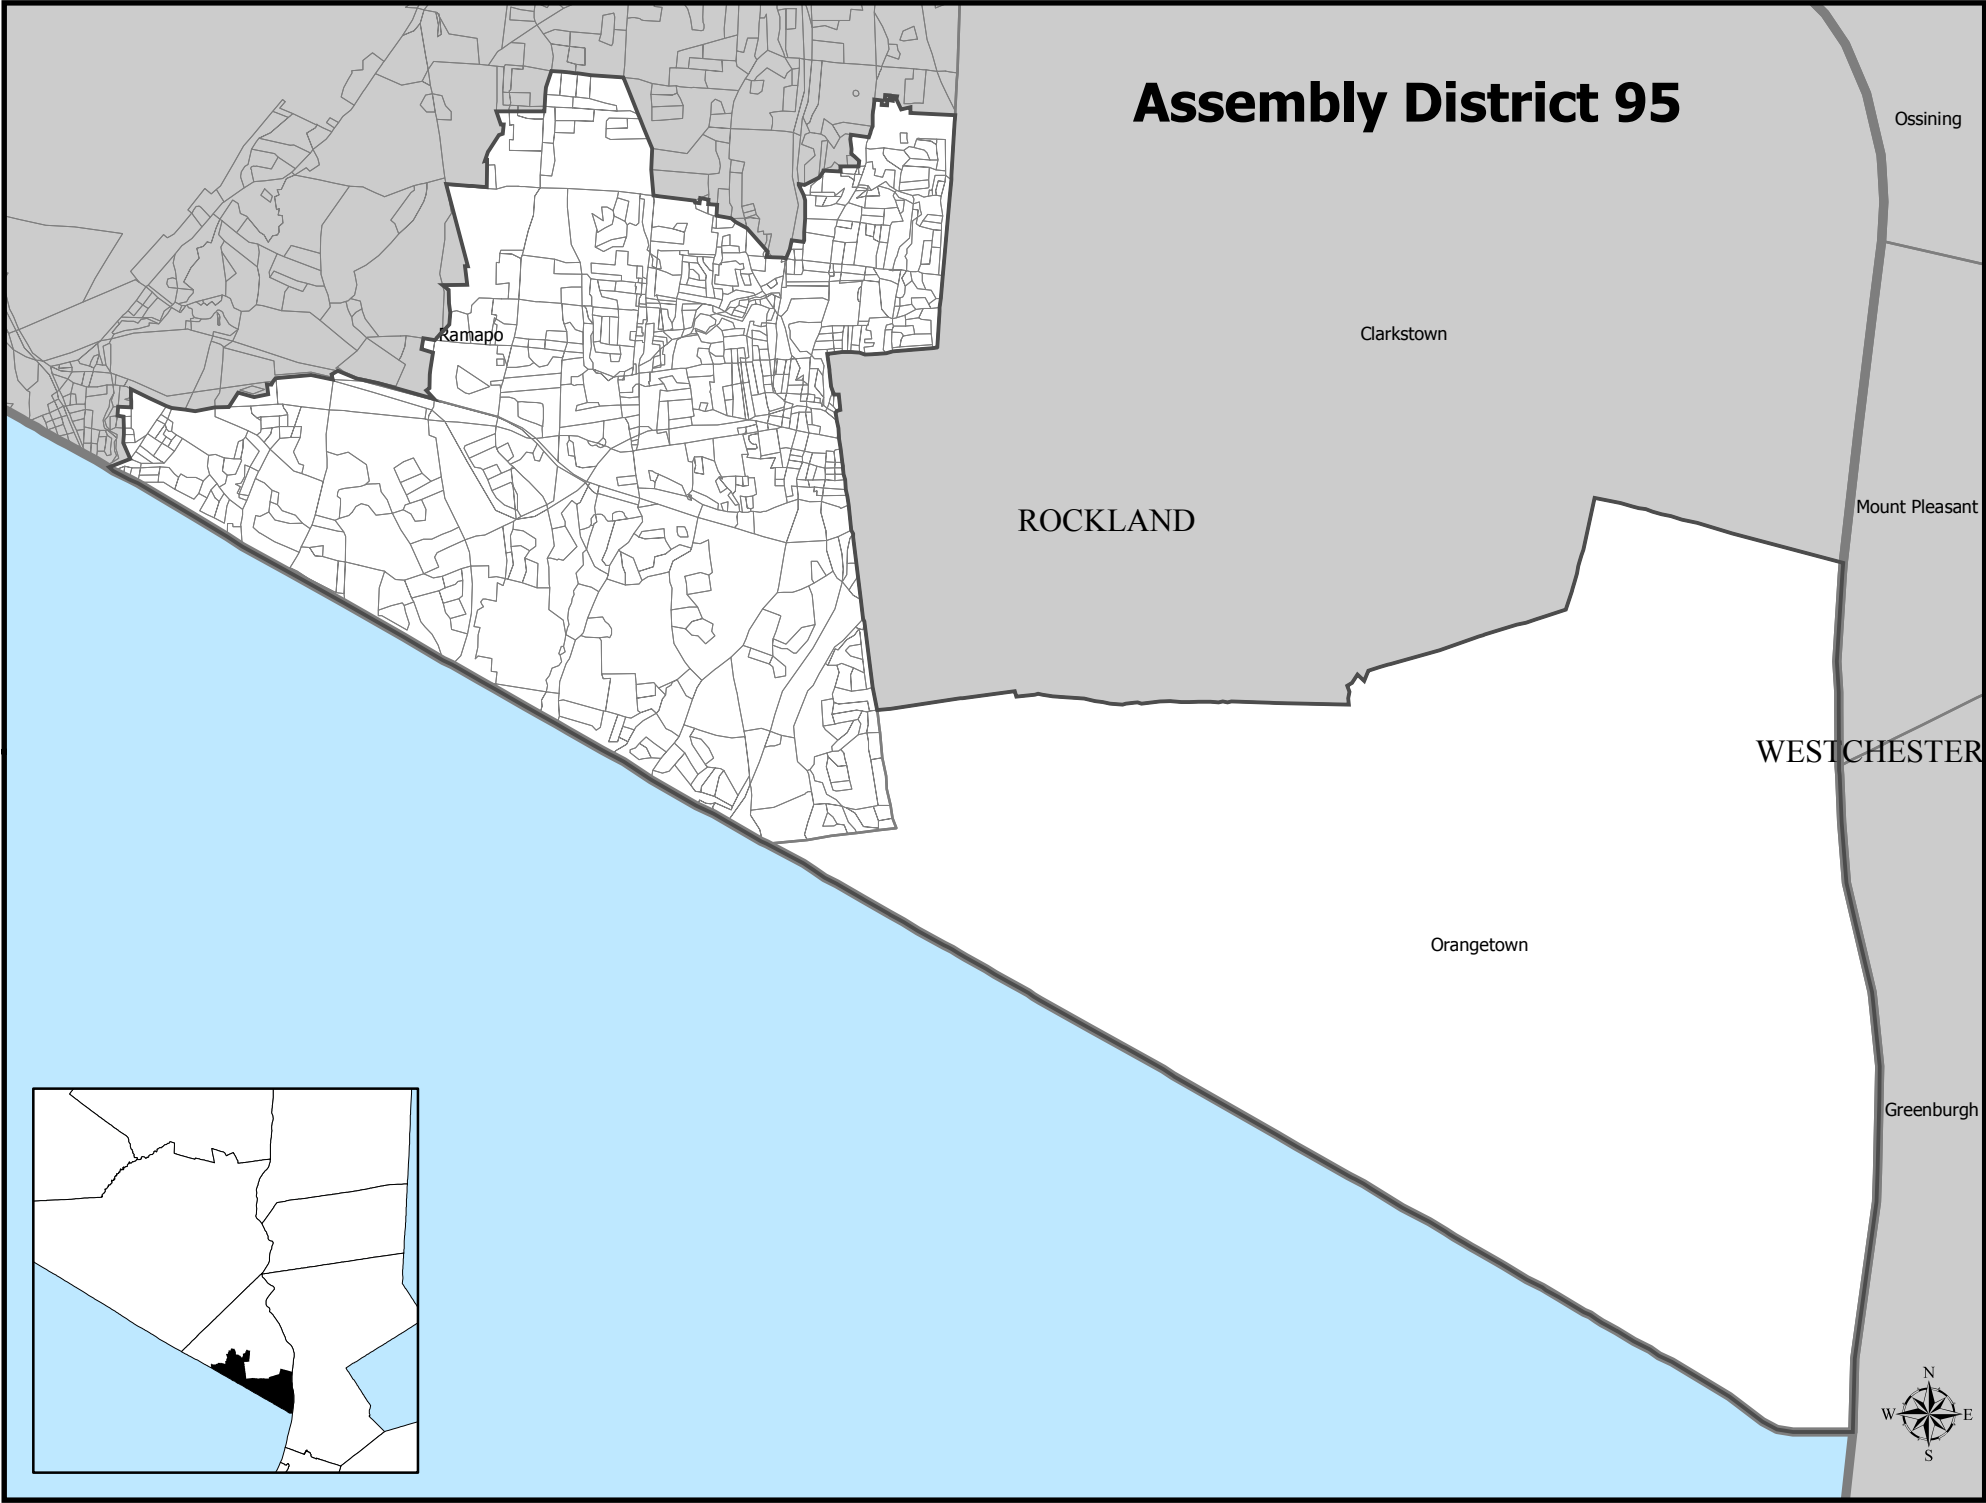 Assembly District 95
Ossining
Ramapo
Clarkstown
Mount Pleasant
ROCKLAND
WESTCHESTER
Orangetown
Greenburgh
N
W E
S